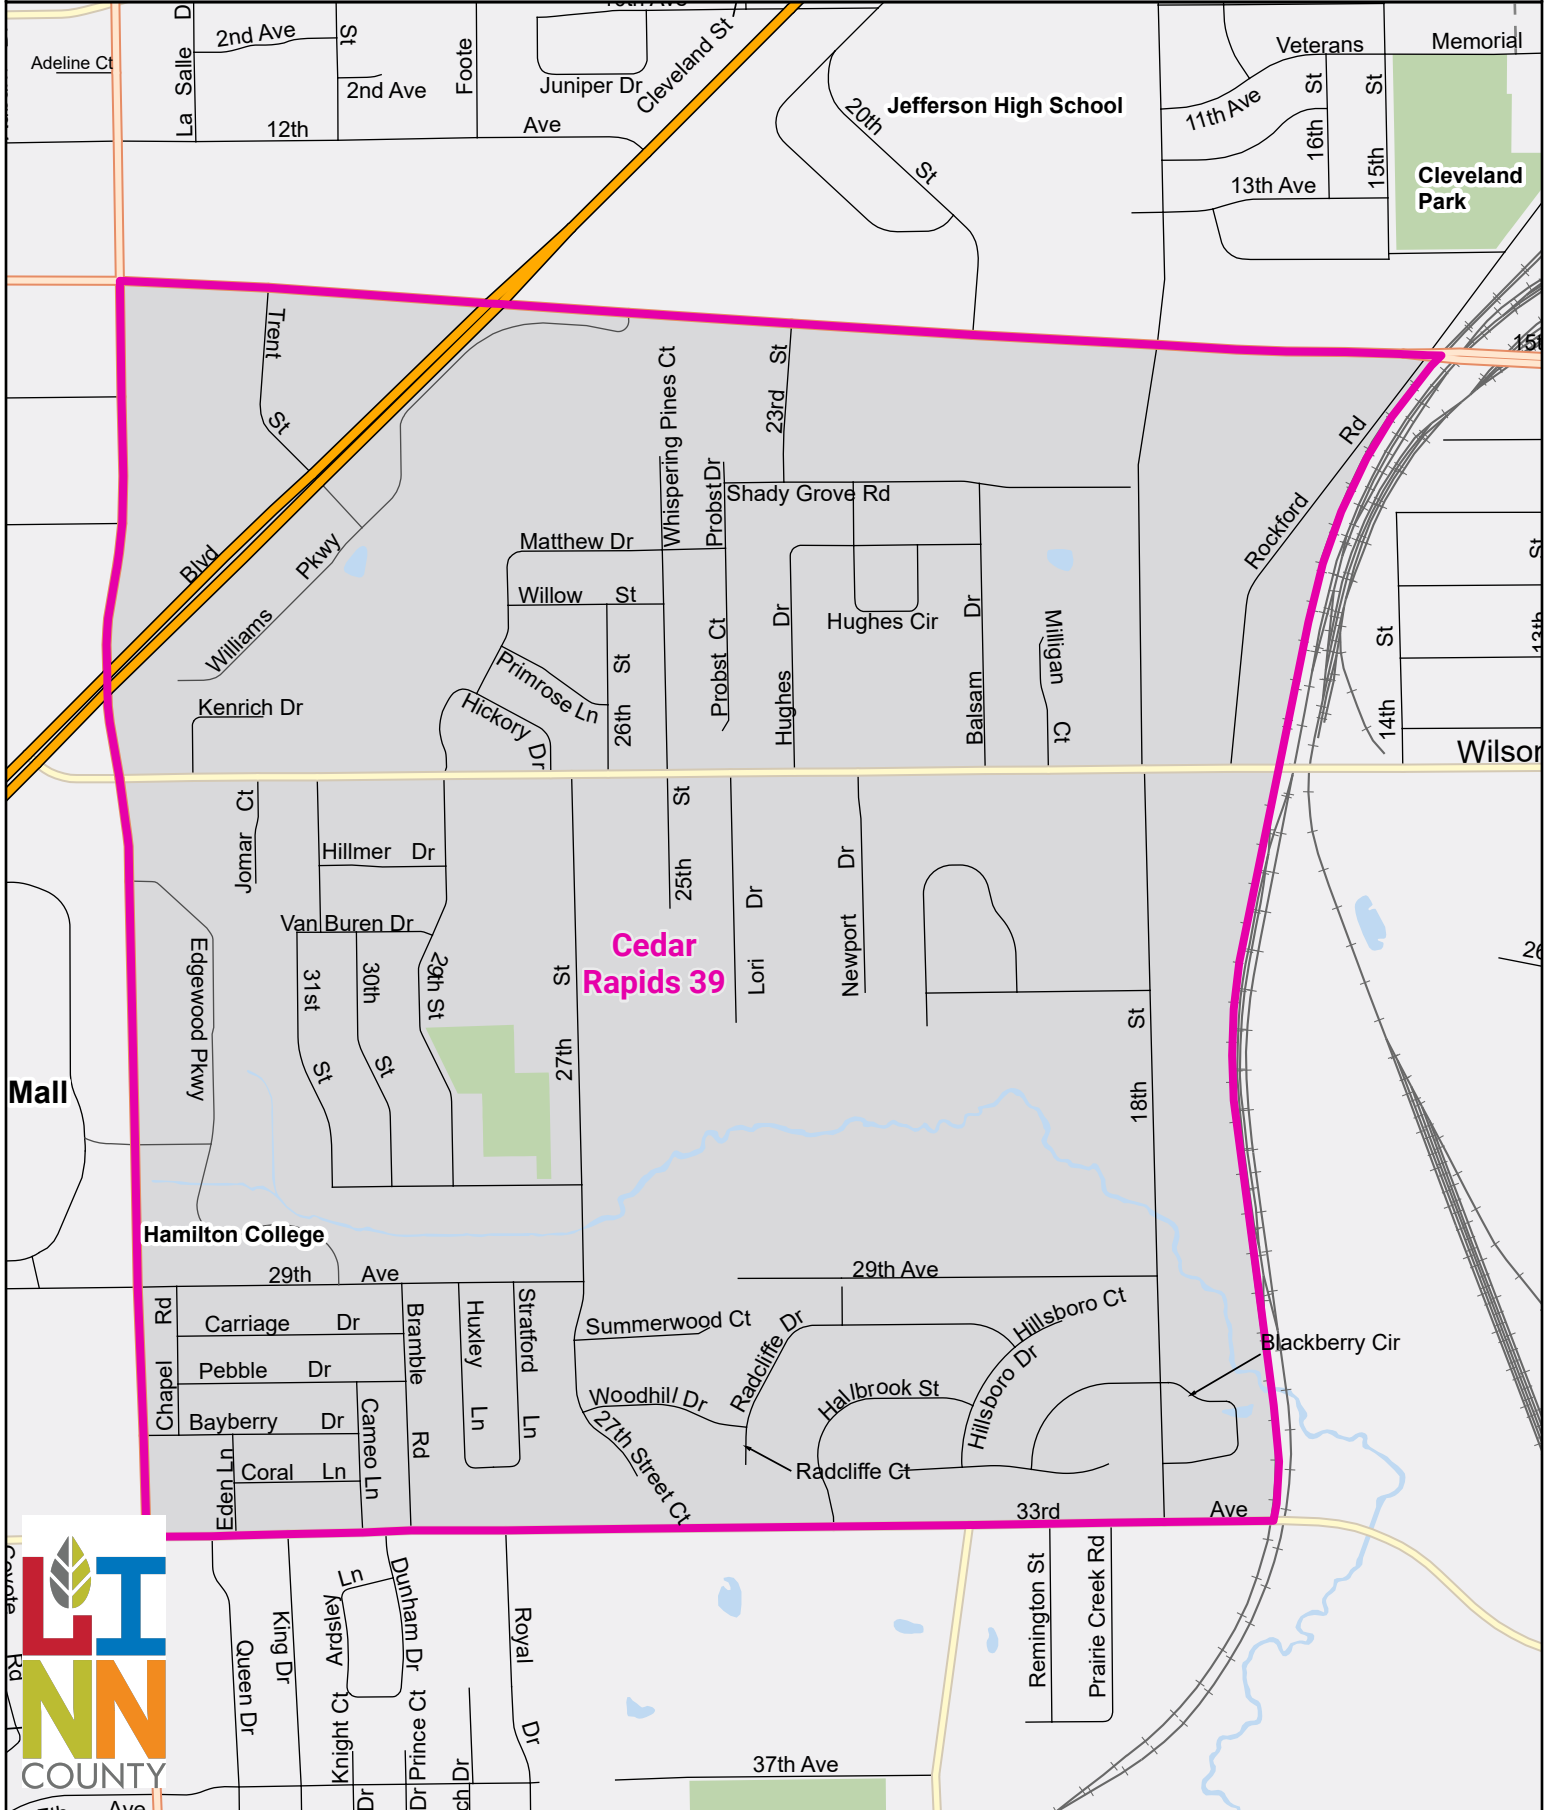 2nd Ave
St
La Salle D
Foote
Cleveland St
Adeline Ct
2nd Ave
Juniper Dr
12th Ave
20th St
Jefferson High School
Veterans Memorial
11th Ave
16th St
15th St
13th Ave
Cleveland
Park
Trent St
Whispering Pines Ct
23rd St
Probst Dr
Shady Grove Rd
Rockford Rd
Matthew Dr
Blvd
Williams Pkwy
Willow St
Hughes Cir
Primrose Ln
Hickory Dr
26th St
Probst Ct
Hughes Dr
Balsam Dr
Milligan Ct
14th St
Kenrich Dr
Jomar Ct
25th St
Hillmer Dr
Van Buren Dr
Lori Dr
Newport Dr
Edgewood Pkwy
31st St
30th St
29th St
27th St
Cedar
Rapids 39
18th St
Mall
Hamilton College
29th Ave
29th Ave
Chapel Rd
Carriage Dr
Pebble Dr
Bayberry Dr
Coral Ln
Eden Ln
Cameo Ln
Bramble Rd
Huxley Ln
Stratford Ln
Summerwood Ct
Woodhill Dr
27th Street Ct
Radcliffe Dr
Hallbrook St
Hillsboro Dr
Hillsboro Ct
Blackberry Cir
Radcliffe Ct
33rd Ave
LINN
COUNTY
Queen Dr
King Dr
Ardsley Ln
Dunham Dr
Knight Ct
Prince Ct
Royal Dr
Remington St
Prairie Creek Rd
37th Ave
Dr
Dr
ch Dr
Rd
Ave